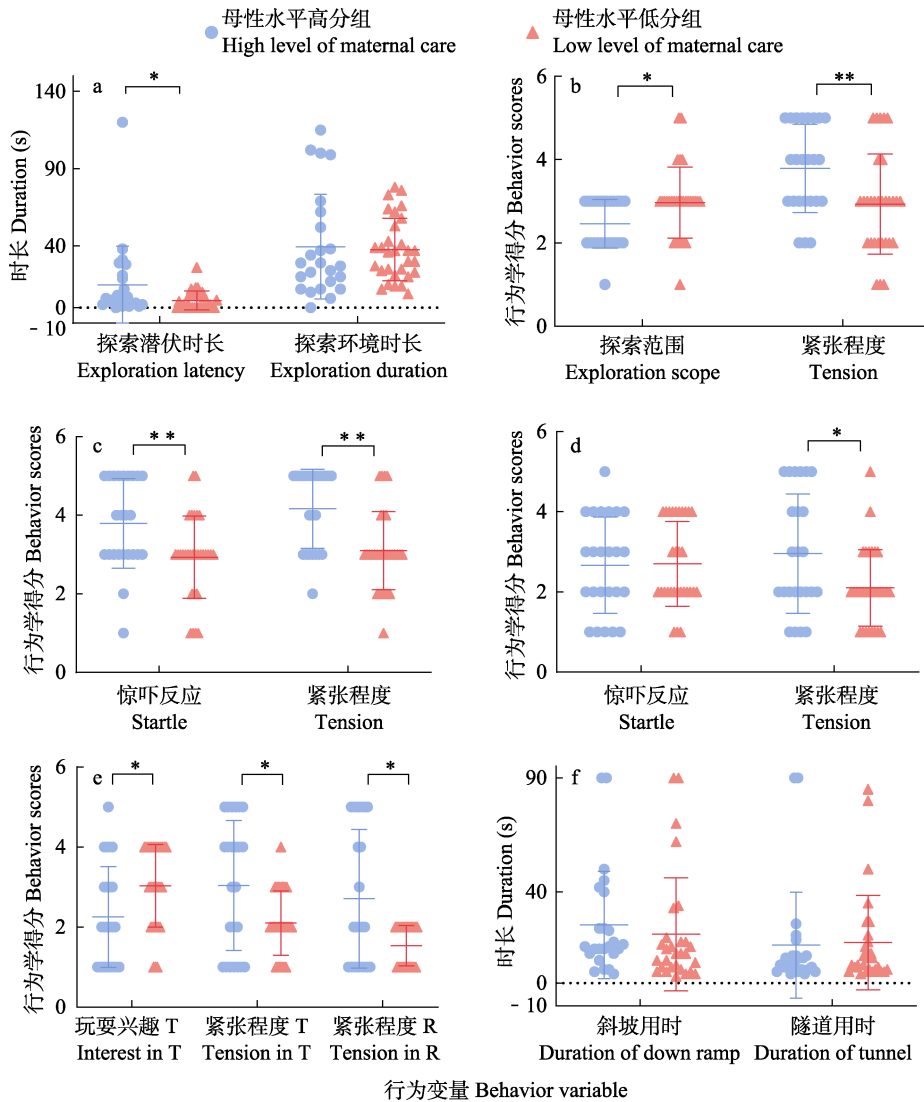 母性水平高分组
High level of maternal care
母性水平低分组
Low level of maternal care
a
*
140
90
40
0
- 10
时长 Duration (s)
探索潜伏时长
Exploration latency
探索环境时长
Exploration duration
b
*
**
6
4
2
0
行为学得分 Behavior scores
探索范围
Exploration scope
紧张程度
Tension
c
* *
* *
6
4
2
0
行为学得分 Behavior scores
惊吓反应
Startle
紧张程度
Tension
d
*
6
4
2
0
行为学得分 Behavior scores
惊吓反应
Startle
紧张程度
Tension
e
*
*
*
6
4
2
0
行为学得分 Behavior scores
玩耍兴趣 T
Interest in T
紧张程度 T
Tension in T
紧张程度 R
Tension in R
f
90
40
0
- 10
时长 Duration (s)
斜坡用时
Duration of down ramp
隧道用时
Duration of tunnel
行为变量 Behavior variable